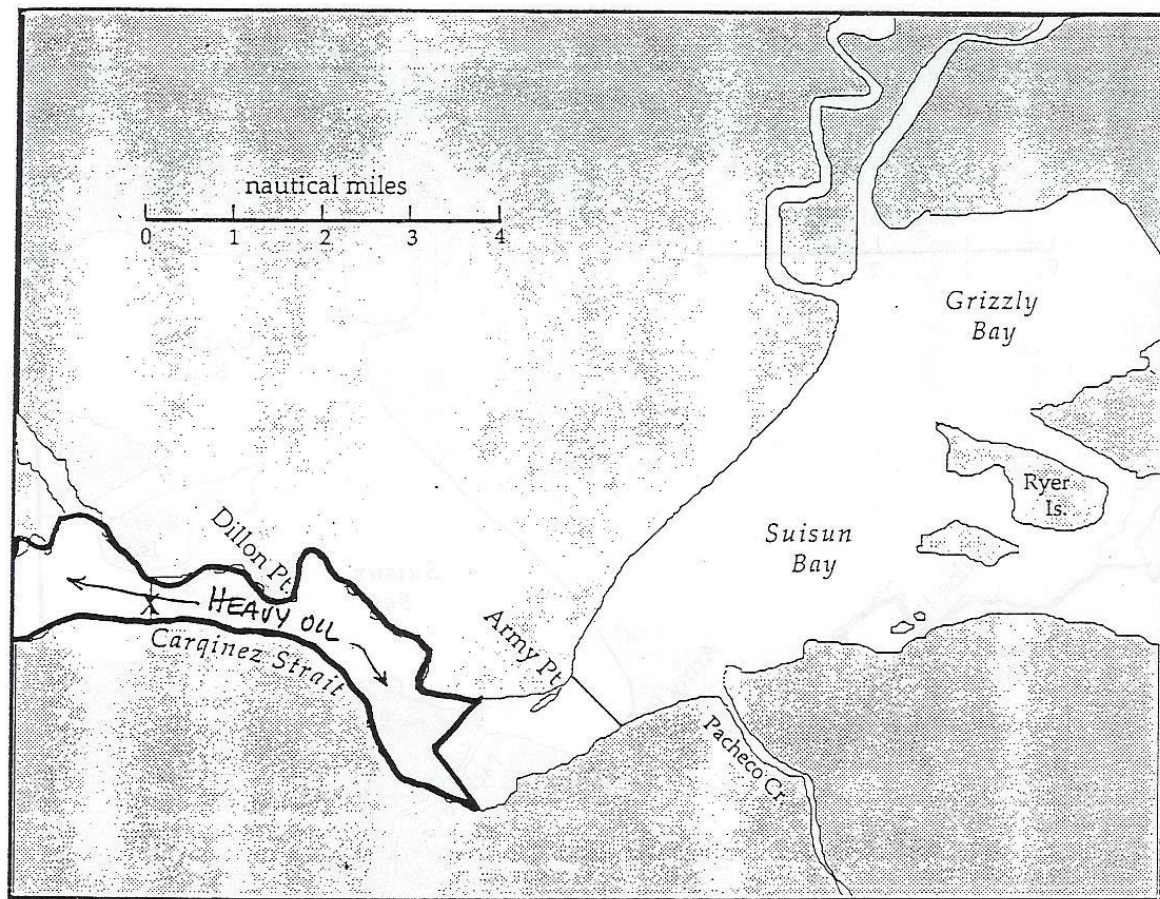 nautical miles
0 1 2 3 4
Grizzly
Bay
Ryer
Is.
Suisun
Bay
Dillon Pt.
HEAVY OIL
X
Carqinez Strait
Army Pt.
Pacheco Cr.